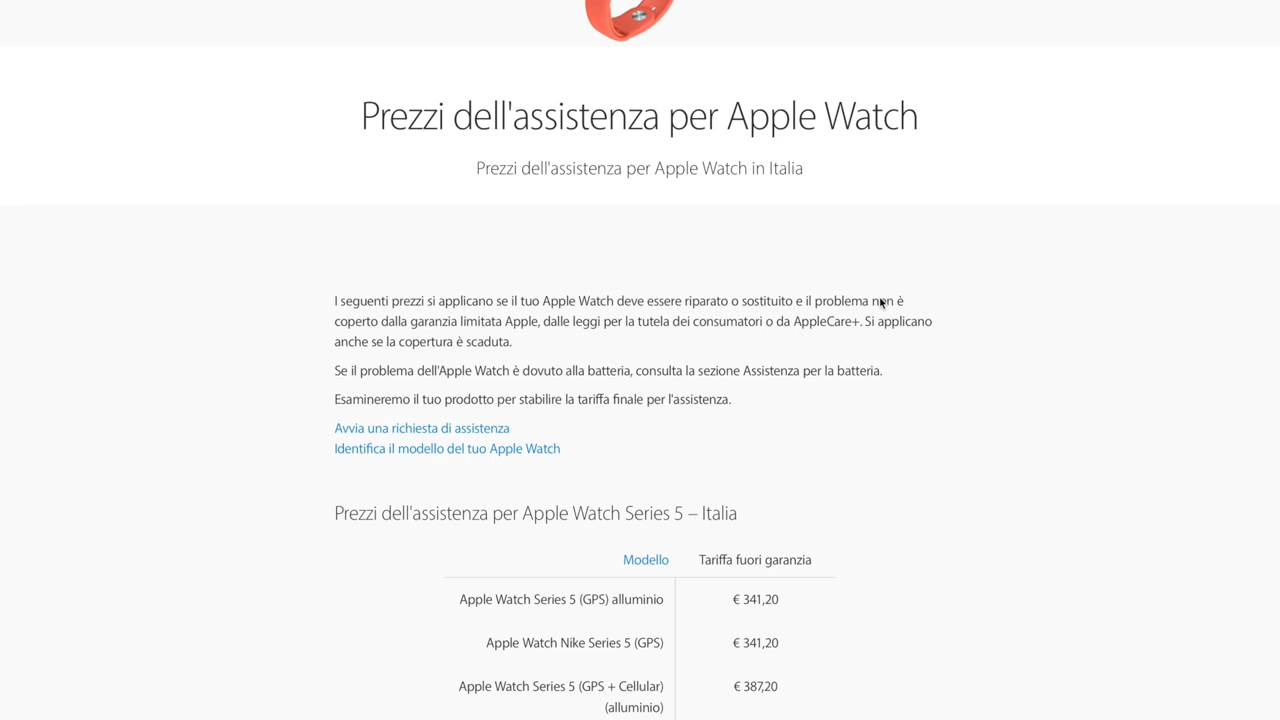 Prezzi dell'assistenza per Apple Watch
Prezzi dell'assistenza per Apple Watch in Italia
I seguenti prezzi si applicano se il tuo Apple Watch deve essere riparato o sostituito e il problema non è
coperto dalla garanzia limitata Apple, dalle leggi per la tutela dei consumatori o da AppleCare+. Si applicano
anche se la copertura è scaduta.
Se il problema dell'Apple Watch è dovuto alla batteria, consulta la sezione Assistenza per la batteria.
Esamineremo il tuo prodotto per stabilire la tariffa finale per l'assistenza.
Avvia una richiesta di assistenza
Identifica il modello del tuo Apple Watch
Prezzi dell'assistenza per Apple Watch Series 5 – Italia
Modello Tariffa fuori garanzia
Apple Watch Series 5 (GPS) alluminio € 341,20
Apple Watch Nike Series 5 (GPS) € 341,20
Apple Watch Series 5 (GPS + Cellular) € 387,20
(alluminio)